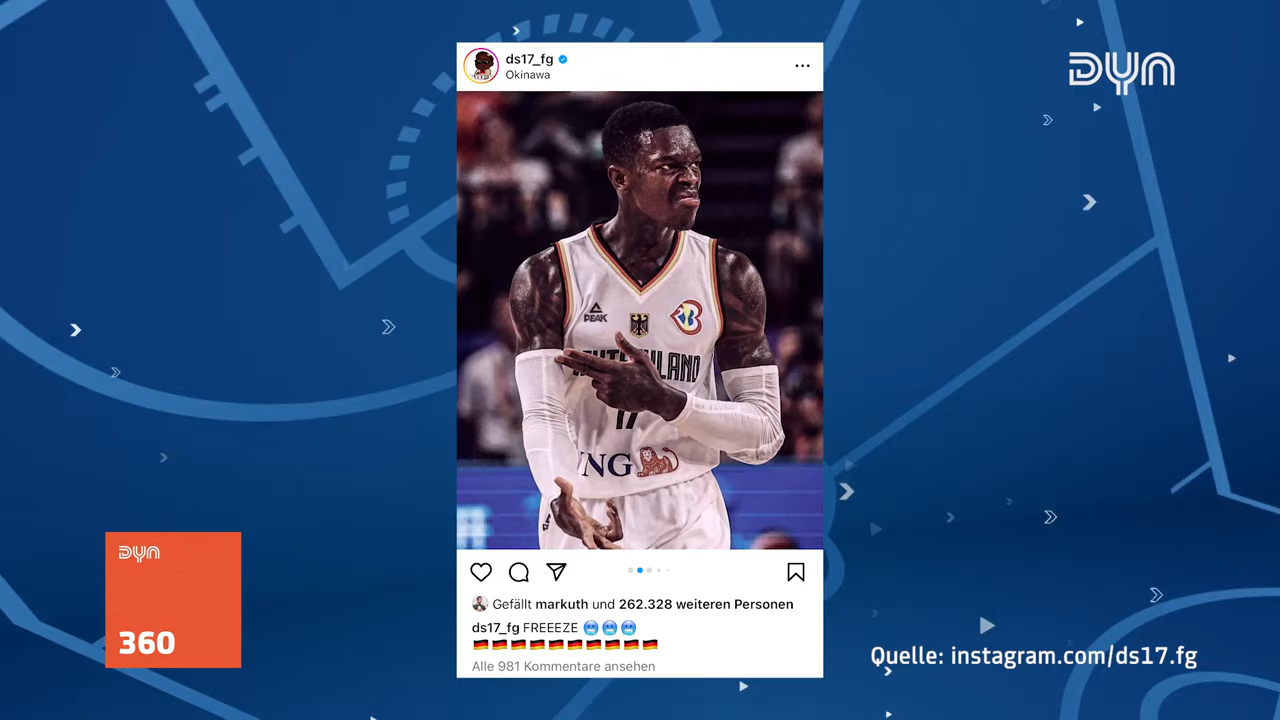 ds17_fg
Okinawa
DYN
PEAK
DEUTSCHLAND
17
ING
Gefällt markuth und 262.328 weiteren Personen
ds17_fg FREEEZE 🥶🥶🥶
🇩🇪🇩🇪🇩🇪🇩🇪🇩🇪🇩🇪🇩🇪🇩🇪🇩🇪🇩🇪
Alle 981 Kommentare ansehen
DYN
360
Quelle: instagram.com/ds17.fg